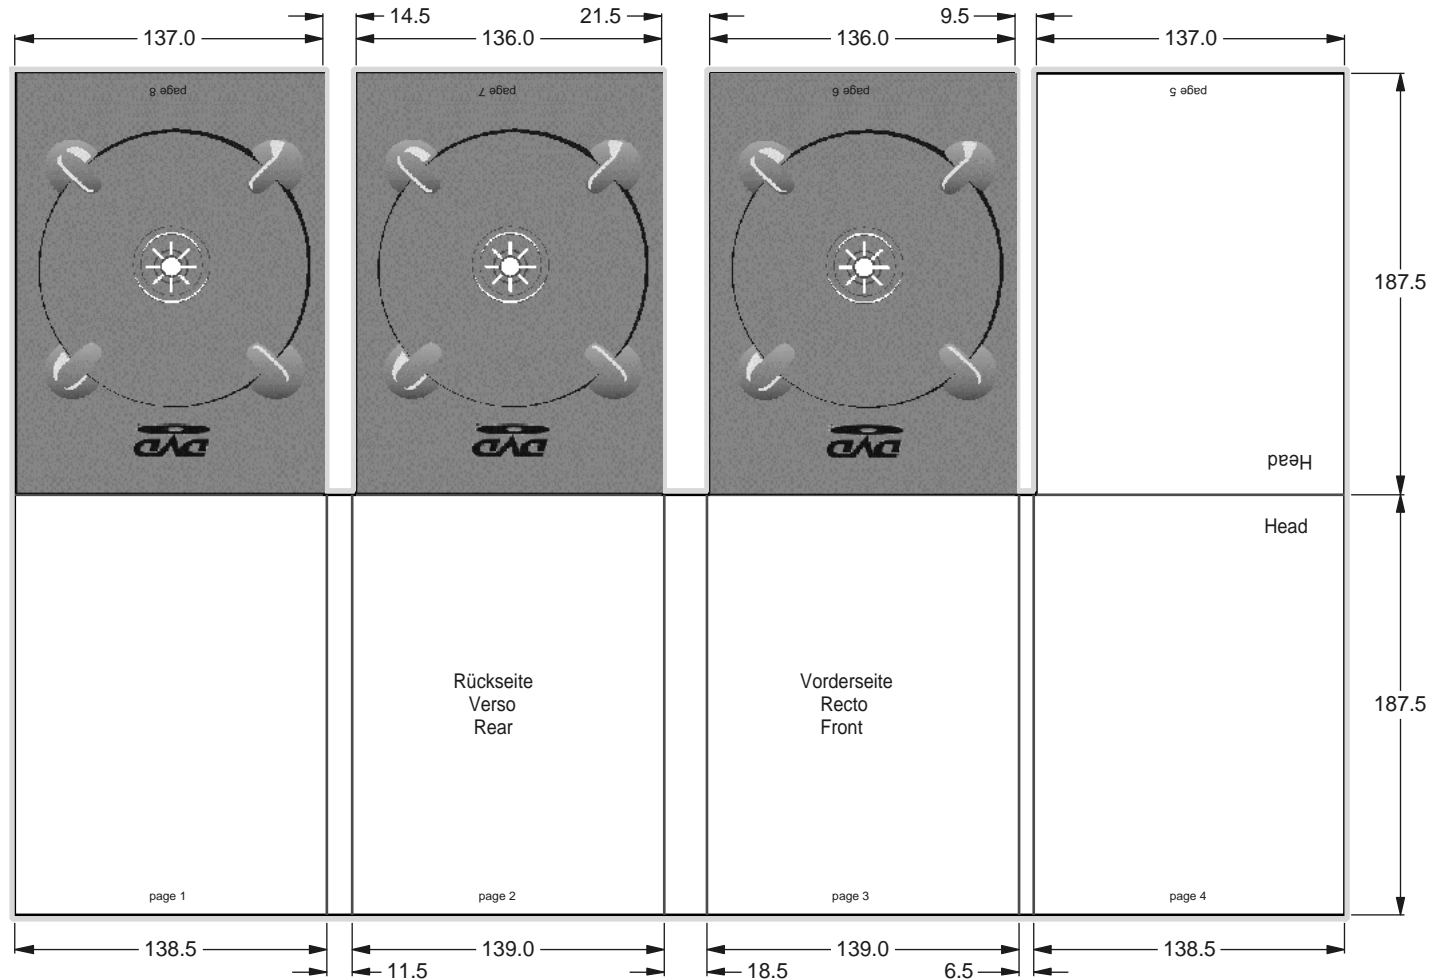 14.5 21.5 9.5
137.0 136.0 136.0 137.0
page 8 page 7 page 6 page 5
187.5
DVD DVD DVD
Head
Head
Rückseite
Verso
Rear
Vorderseite
Recto
Front
187.5
page 1 page 2 page 3 page 4
138.5 139.0 139.0 138.5
11.5 18.5 6.5